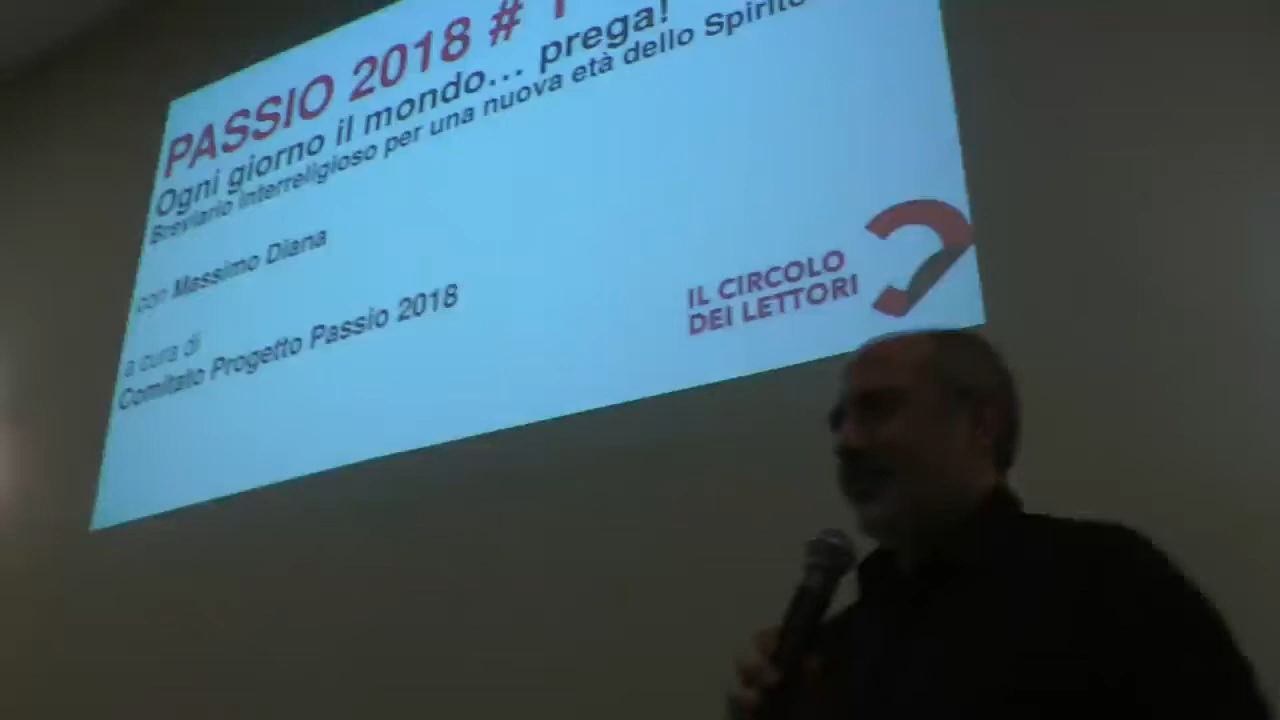 PASSIO 2018 # 1
Ogni giorno il mondo... prega!
Breviario interreligioso per una nuova età dello Spirito
con Massimo Diana
a cura di
Comitato Progetto Passio 2018
IL CIRCOLO
DEI LETTORI